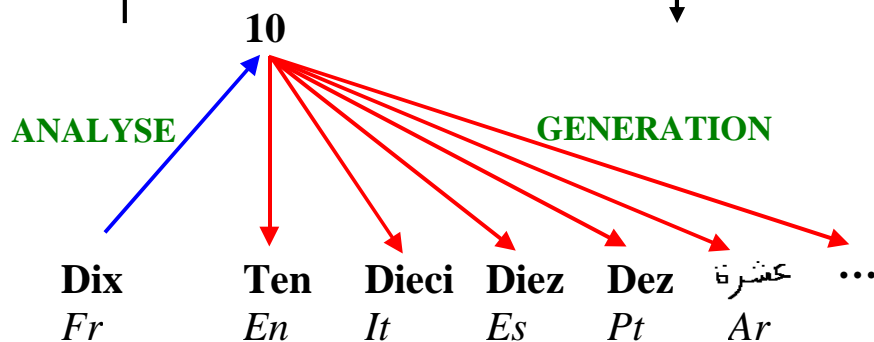 10
ANALYSE GENERATION
Dix Ten Dieci Diez Dez عشرة ...
Fr En It Es Pt Ar